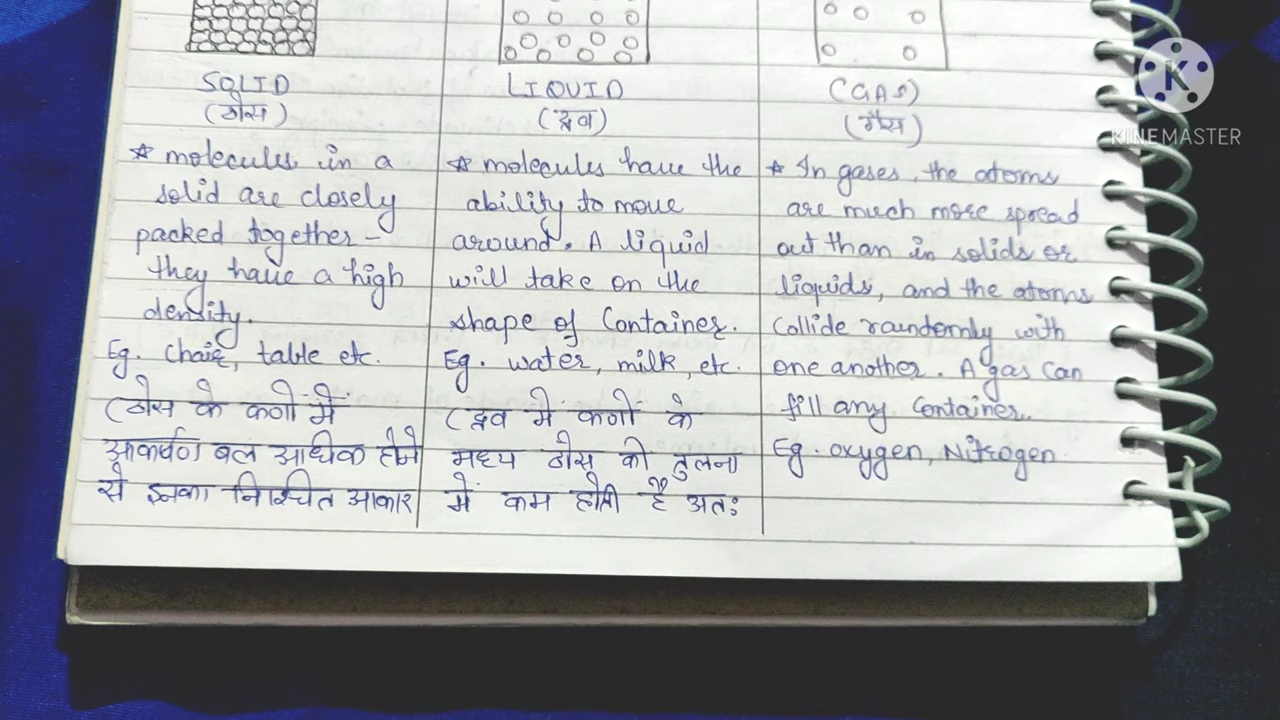 SOLID
(ठोस)
★ molecules in a
solid are closely
packed together-
they have a high
density.
Eg. Chair, table etc.
(ठोस के कणों में
आकर्षण बल आधिक होने
से इनका निश्चित आकार
LIQUID
(द्रव)
★ molecules have the
ability to move
around. A liquid
will take on the
shape of Container.
Eg. water, milk, etc.
(द्रव में कणों के
मध्य ठोस की तुलना
में कम होती है अतः
(GAS)
(गैस)
★ In gases, the atoms
are much more spread
out than in solids or
liquids, and the atoms
Collide randomly with
one another. A gas Can
fill any Container.
Eg. oxygen, Nitrogen
K
KINEMASTER